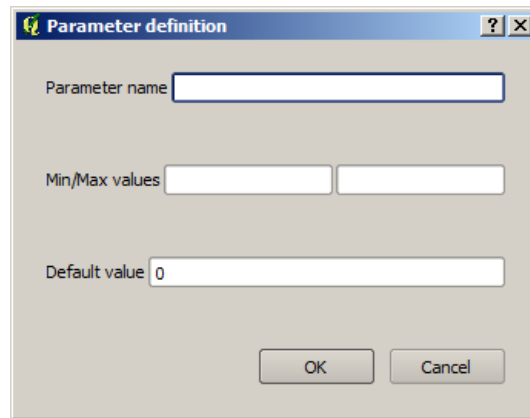 Parameter definition
Parameter name
Min/Max values
Default value 0
OK Cancel